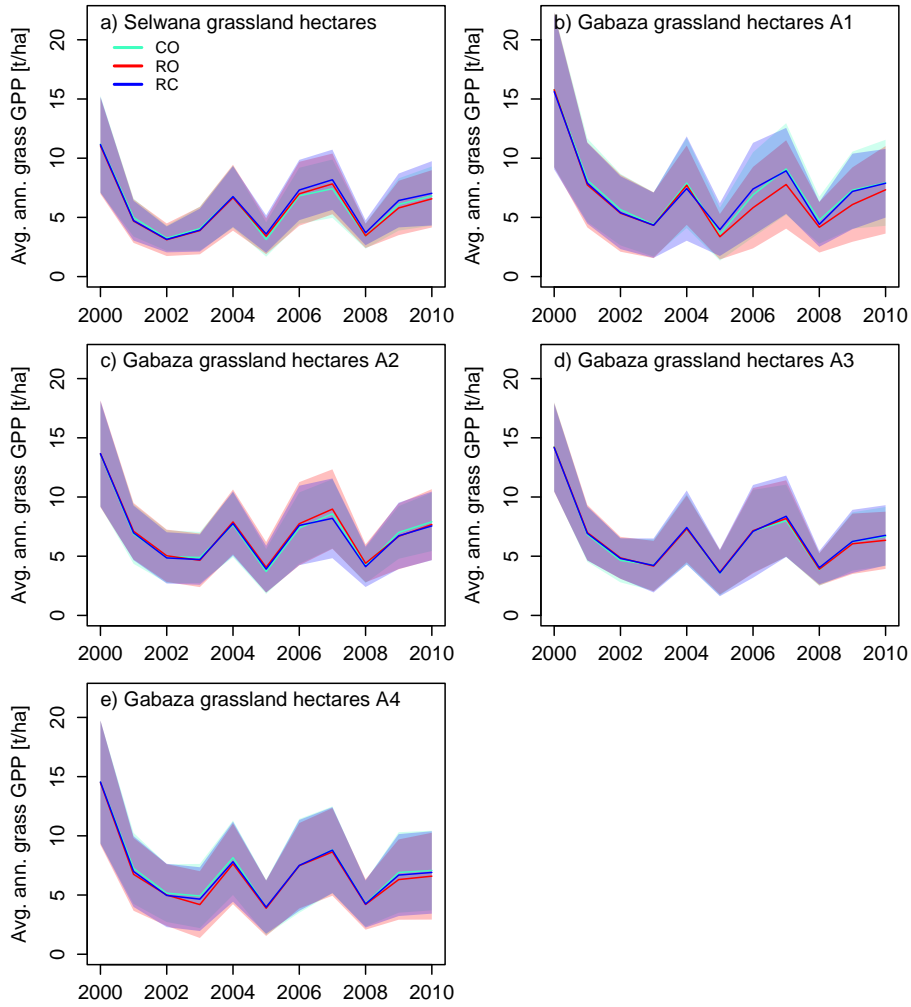 a) Selwana grassland hectares
CO
RO
RC
Avg. ann. grass GPP [t/ha]
20
15
10
5
0
2000 2002 2004 2006 2008 2010
b) Gabaza grassland hectares A1
Avg. ann. grass GPP [t/ha]
20
15
10
5
0
2000 2002 2004 2006 2008 2010
c) Gabaza grassland hectares A2
Avg. ann. grass GPP [t/ha]
20
15
10
5
0
2000 2002 2004 2006 2008 2010
d) Gabaza grassland hectares A3
Avg. ann. grass GPP [t/ha]
20
15
10
5
0
2000 2002 2004 2006 2008 2010
e) Gabaza grassland hectares A4
Avg. ann. grass GPP [t/ha]
20
15
10
5
0
2000 2002 2004 2006 2008 2010